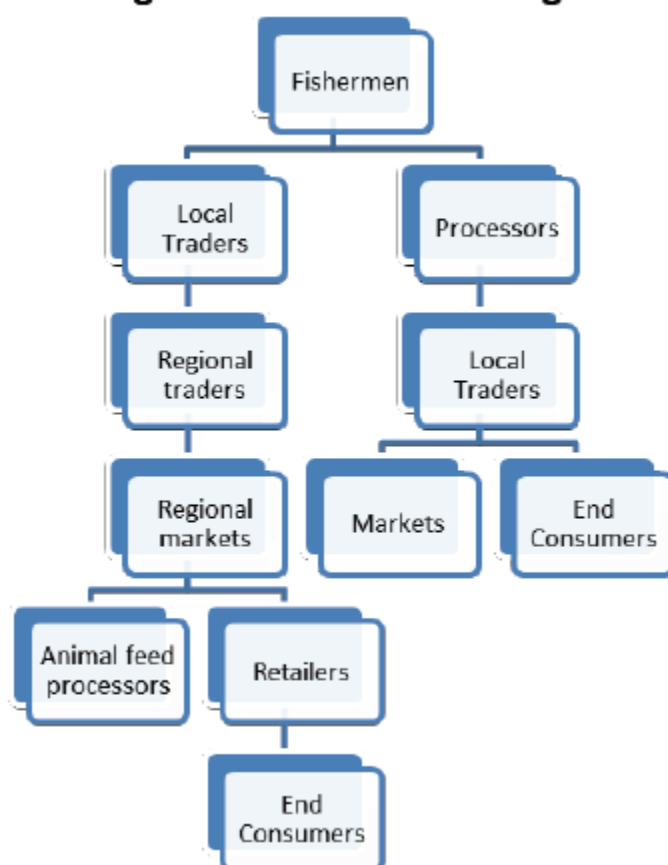 Fishermen
Local
Traders
Processors
Regional
traders
Local
Traders
Regional
markets
Markets
End
Consumers
Animal feed
processors
Retailers
End
Consumers